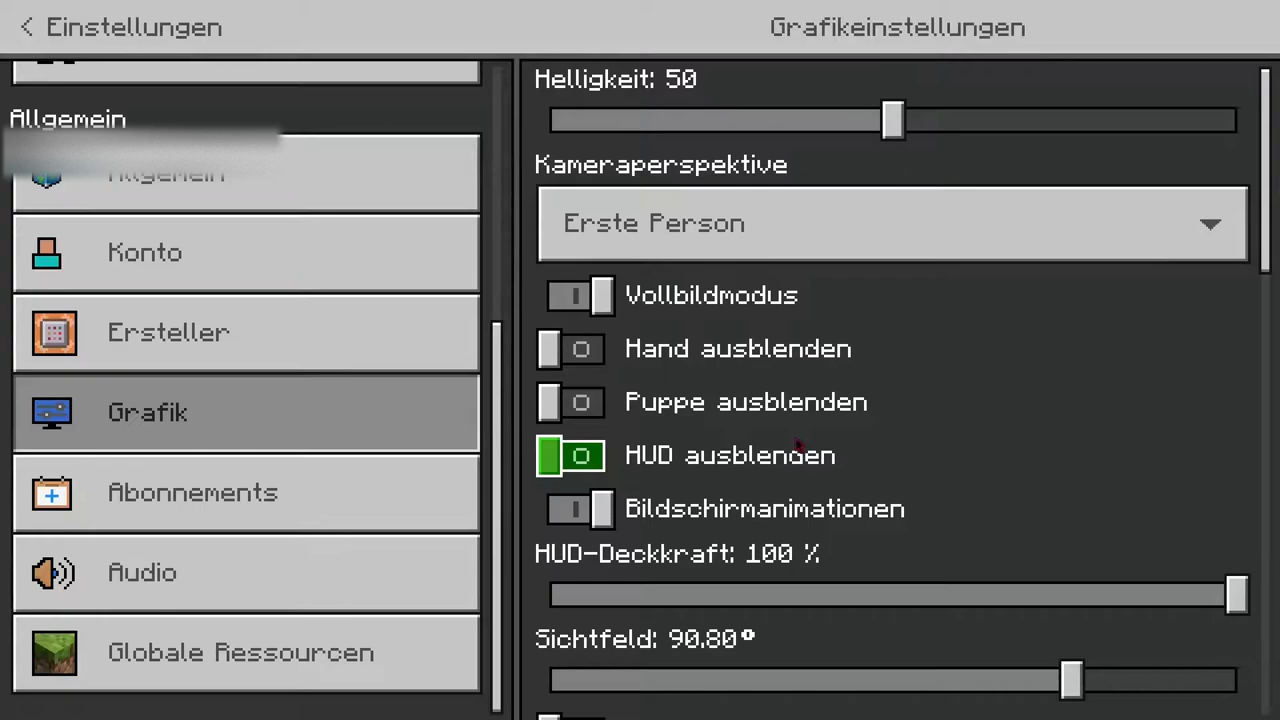 Einstellungen
Grafikeinstellungen
Allgemein
Allgemein
Konto
Ersteller
Grafik
Abonnements
Audio
Globale Ressourcen
Helligkeit: 50
Kameraperspektive
Erste Person
Vollbildmodus
Hand ausblenden
Puppe ausblenden
HUD ausblenden
Bildschirmanimationen
HUD-Deckkraft: 100 %
Sichtfeld: 90.80°